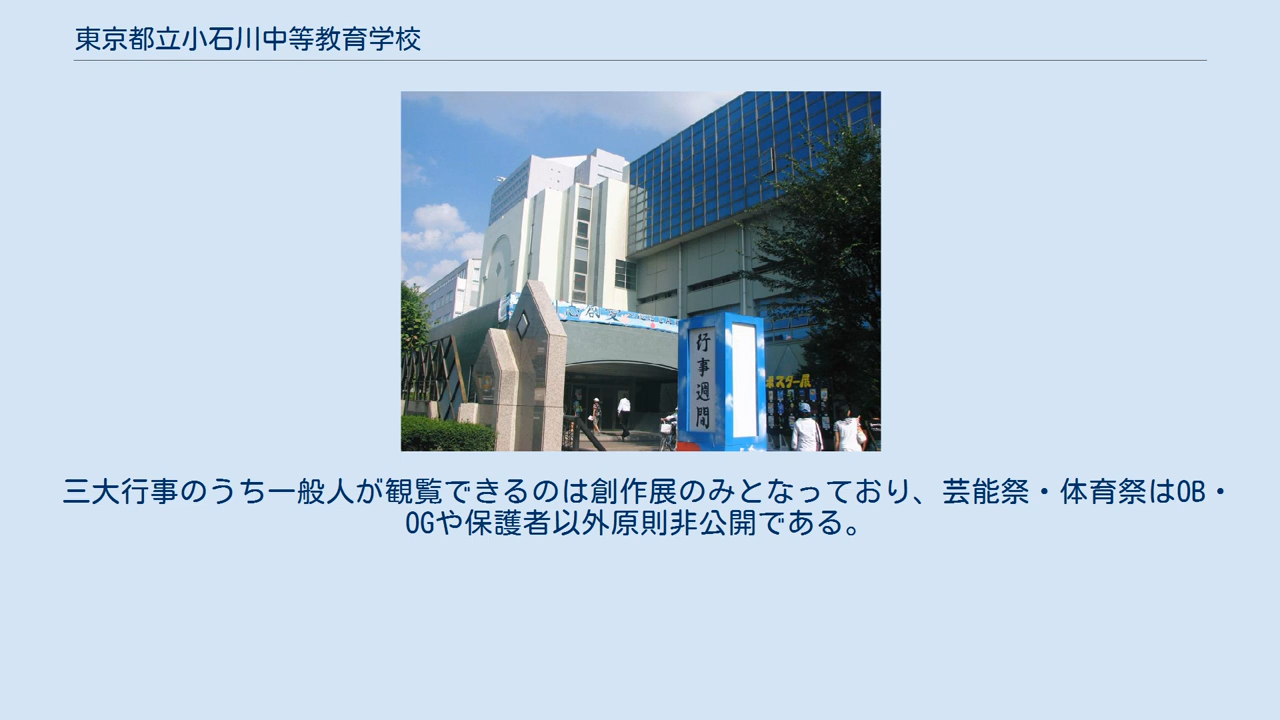 東京都立小石川中等教育学校
行事週間
ポスター展
三大行事のうち一般人が観覧できるのは創作展のみとなっており、芸能祭・体育祭はOB・
OGや保護者以外原則非公開である。